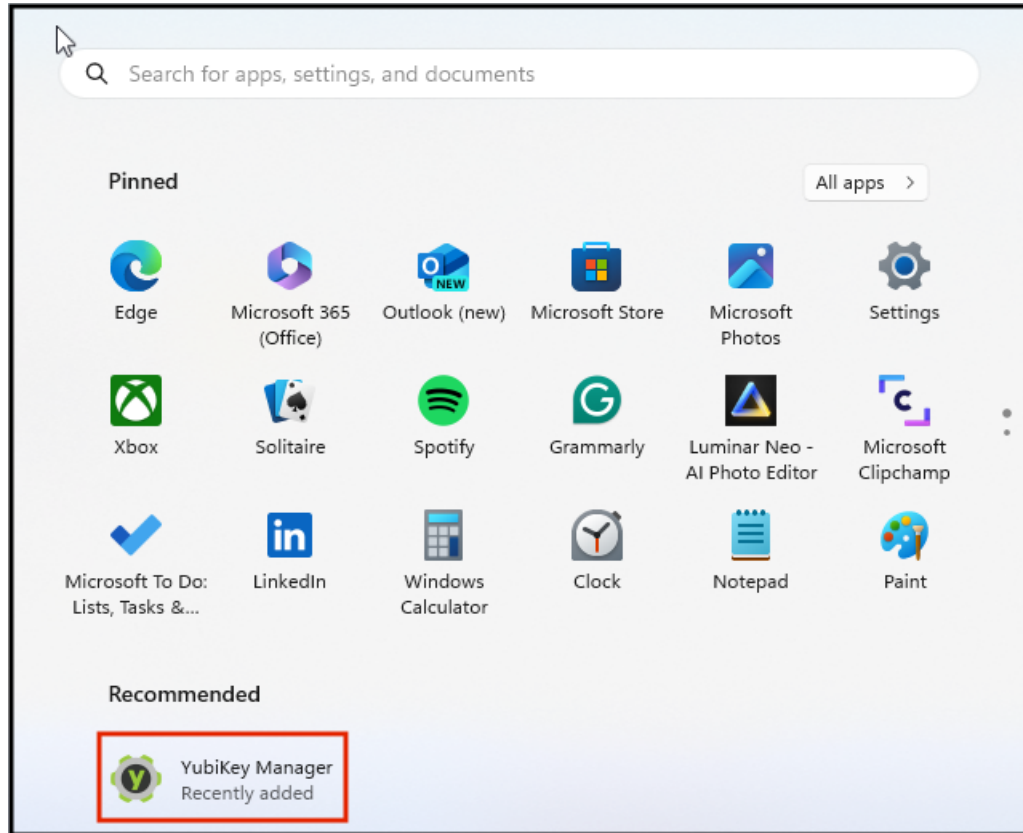 Search for apps, settings, and documents
Pinned
All apps
Edge
Microsoft 365
(Office)
NEW
Outlook (new)
Microsoft Store
Microsoft
Photos
Settings
Xbox
Solitaire
Spotify
Grammarly
Luminar Neo -
AI Photo Editor
Microsoft
Clipchamp
Microsoft To Do:
Lists, Tasks &...
LinkedIn
Windows
Calculator
Clock
Notepad
Paint
Recommended
YubiKey Manager
Recently added